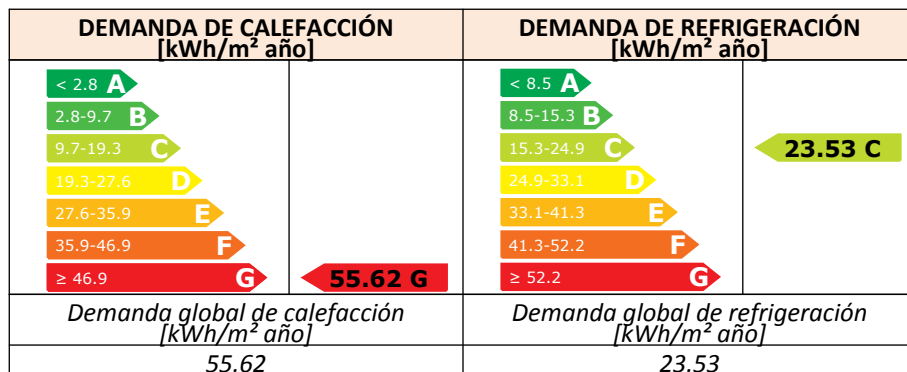 DEMANDA DE CALEFACCIÓN
[kWh/m² año]
DEMANDA DE REFRIGERACIÓN
[kWh/m² año]
< 2.8 A
2.8-9.7 B
9.7-19.3 C
19.3-27.6 D
27.6-35.9 E
35.9-46.9 F
≥ 46.9 G
55.62 G
< 8.5 A
8.5-15.3 B
15.3-24.9 C
24.9-33.1 D
33.1-41.3 E
41.3-52.2 F
≥ 52.2 G
23.53 C
Demanda global de calefacción
[kWh/m² año]
Demanda global de refrigeración
[kWh/m² año]
55.62
23.53